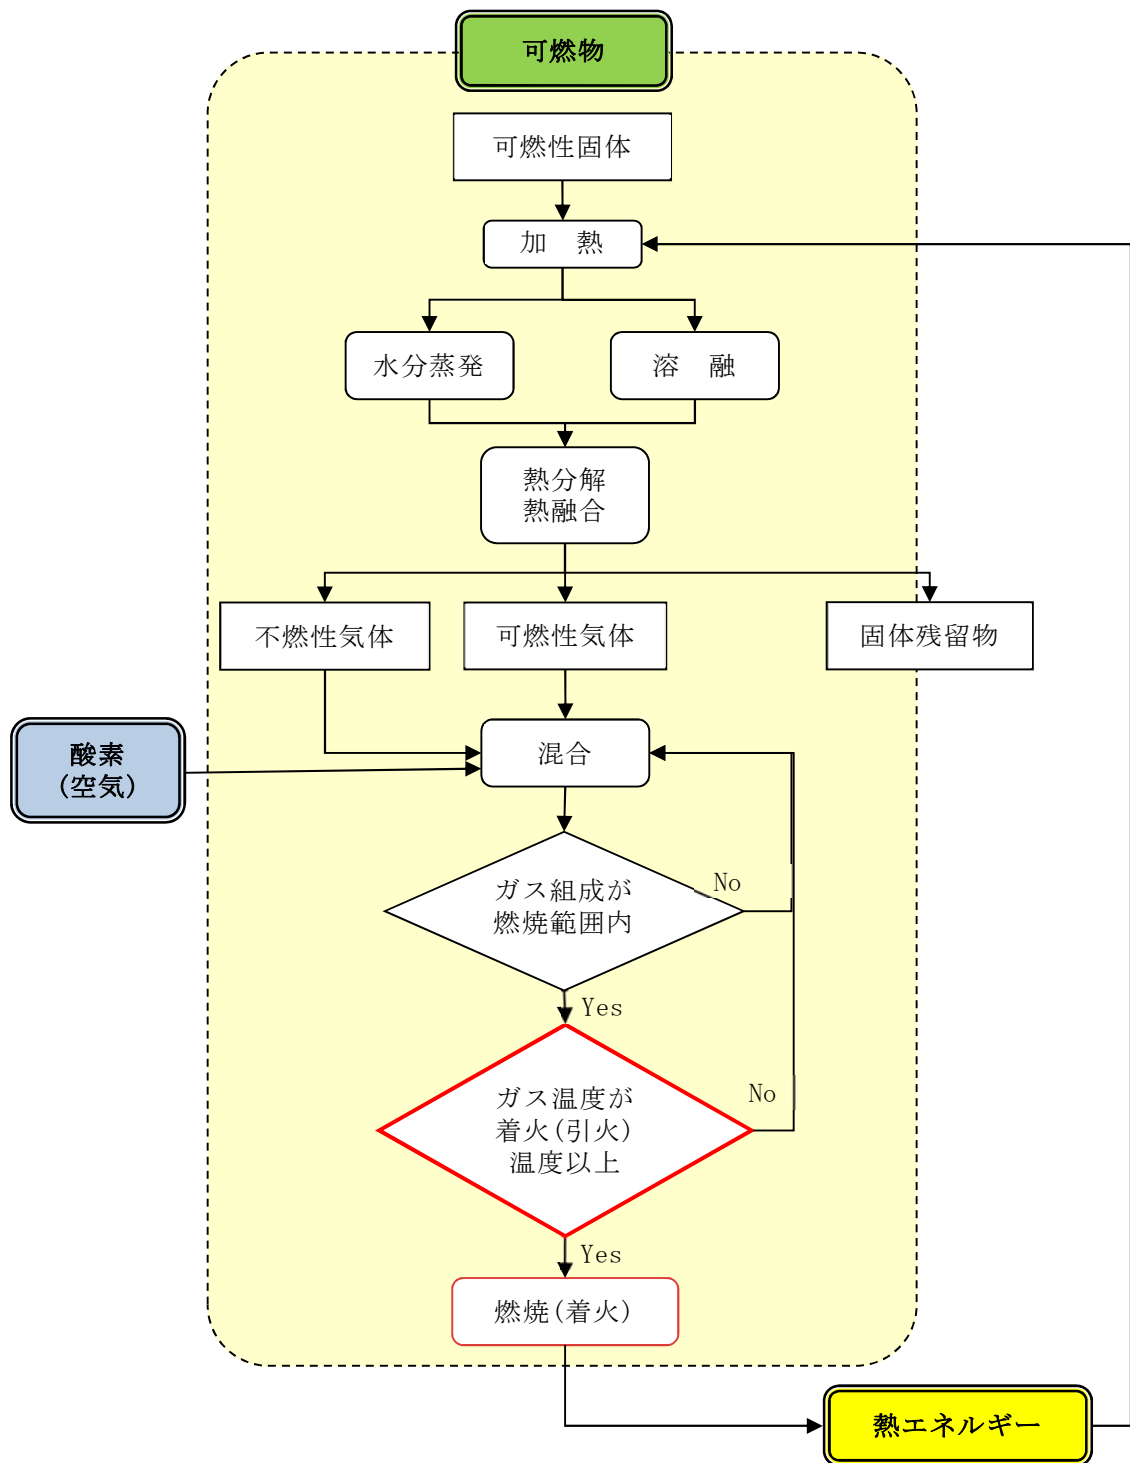 可燃物
可燃性固体
加　熱
水分蒸発
溶　融
熱分解
熱融合
不燃性気体
可燃性気体
固体残留物
酸素
(空気)
混合
ガス組成が
燃焼範囲内
No
Yes
ガス温度が
着火(引火)
温度以上
No
Yes
燃焼(着火)
熱エネルギー